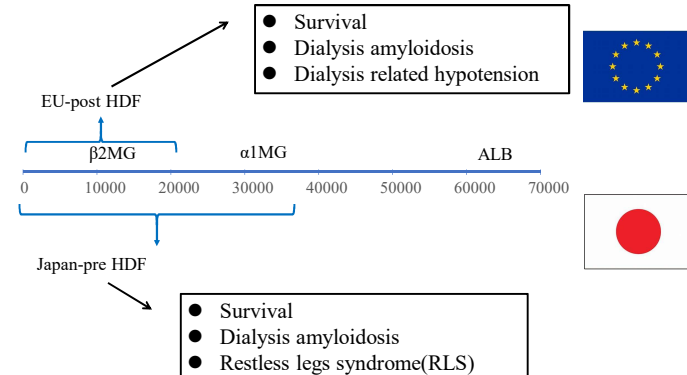 ● Survival
● Dialysis amyloidosis
● Dialysis related hypotension
EU-post HDF
β2MG α1MG ALB
0 10000 20000 30000 40000 50000 60000 70000
Japan-pre HDF
● Survival
● Dialysis amyloidosis
● Restless legs syndrome(RLS)